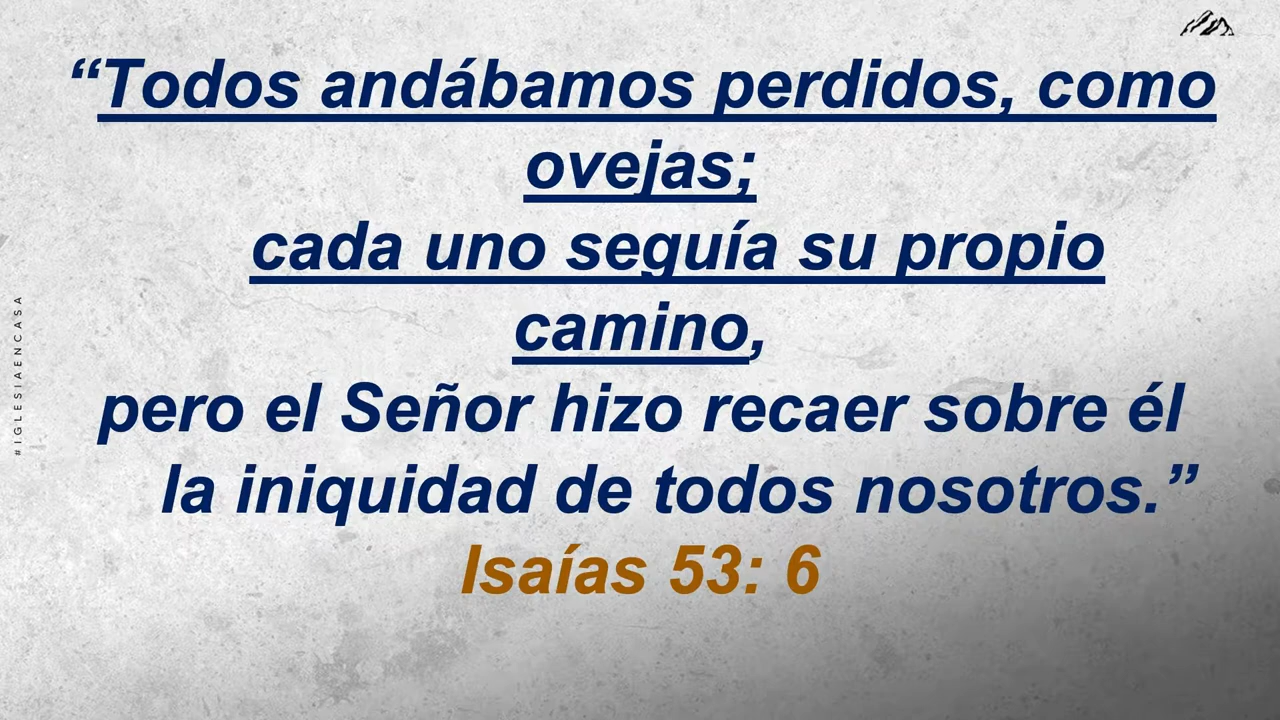 “Todos andábamos perdidos, como
ovejas;
cada uno seguía su propio
camino,
pero el Señor hizo recaer sobre él
la iniquidad de todos nosotros.”
Isaías 53: 6
#IGLESIAENCASA